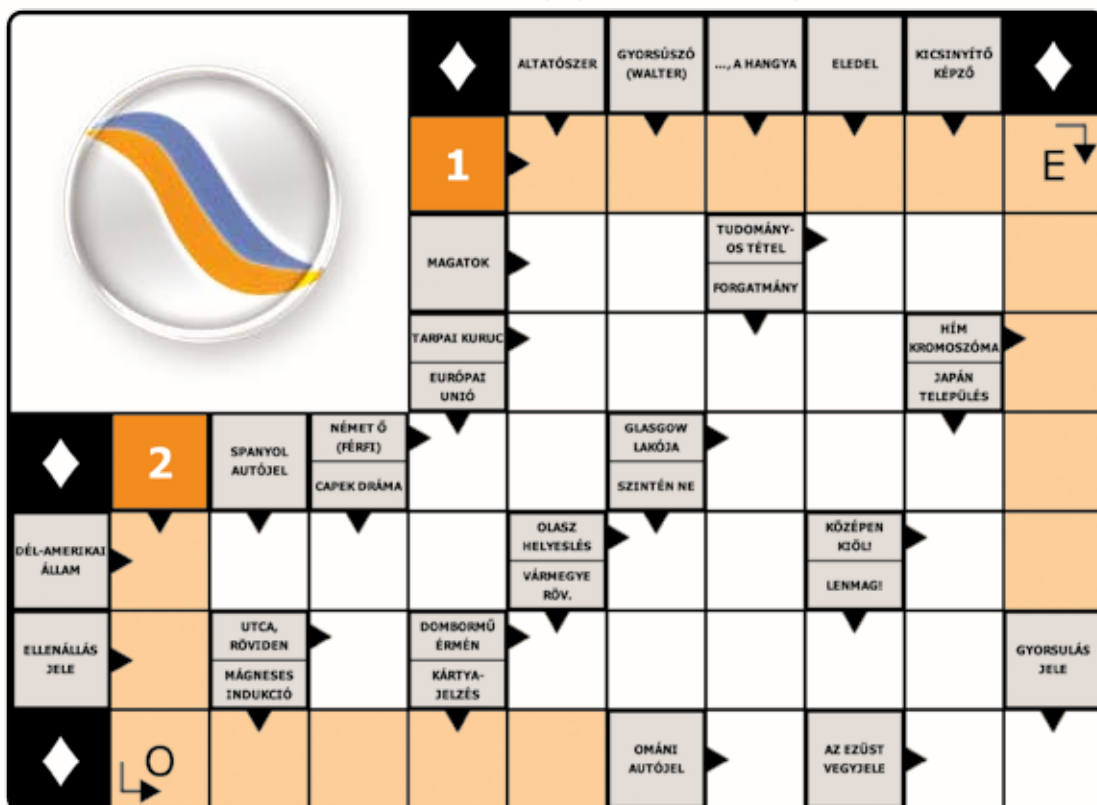 ALTATÓSZER
GYORSÚSZÓ
(WALTER)
..., A HANGYA
ELEDEL
KICSINYÍTŐ
KÉPZŐ
1
E
MAGATOK
TUDOMÁNY-
OS TÉTEL
FORGATMÁNY
TARPAI KURUC
EURÓPAI
UNIÓ
HÍM
KROMOSZÓMA
JAPÁN
TELEPÜLÉS
2
SPANYOL
AUTÓJEL
NÉMET Ő
(FÉRFI)
CAPEK DRÁMA
GLASGOW
LAKÓJA
SZINTÉN NE
DÉL-AMERIKAI
ÁLLAM
OLASZ
HELYESLÉS
VÁRMEGYE
RÖV.
KÖZÉPEN
KIÖL!
LENMAG!
ELLENÁLLÁS
JELE
UTCA,
RÖVIDEN
MÁGNESES
INDUKCIÓ
DOMBORMŰ
ÉRMÉN
KÁRTYA-
JELZÉS
GYORSULÁS
JELE
O
OMÁNI
AUTÓJEL
AZ EZÜST
VEGYJELE